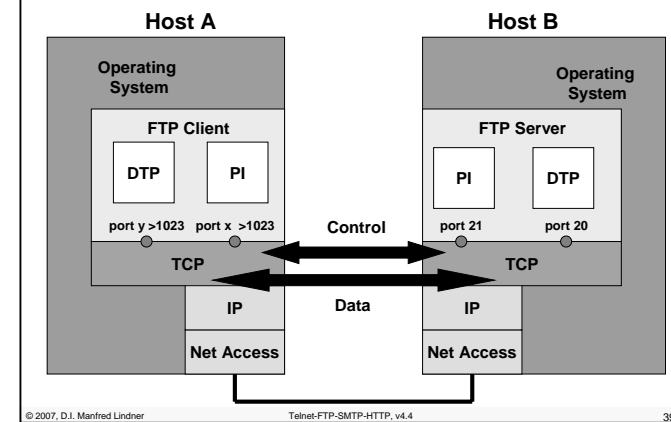 Host A
Host B
Operating
System
Operating
System
FTP Client
FTP Server
DTP
PI
PI
DTP
port y >1023
port x >1023
Control
port 21
port 20
TCP
TCP
IP
Data
IP
Net Access
Net Access
© 2007, D.I. Manfred Lindner
Telnet-FTP-SMTP-HTTP, v4.4
39